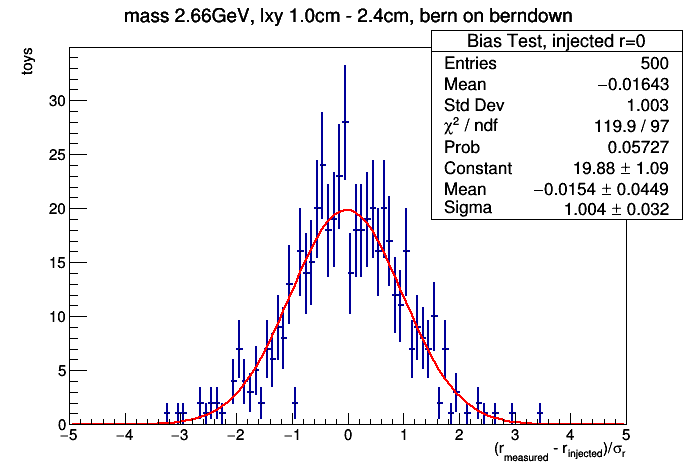 mass 2.66GeV, lxy 1.0cm - 2.4cm, bern on berndown
Bias Test, injected r=0
Entries 500
Mean −0.01643
Std Dev 1.003
χ² / ndf 119.9 / 97
Prob 0.05727
Constant 19.88 ± 1.09
Mean −0.0154 ± 0.0449
Sigma 1.004 ± 0.032
toys
30
25
20
15
10
5
0
−5 −4 −3 −2 −1 0 1 2 3 4 5
(r_measured - r_injected)/σ_r